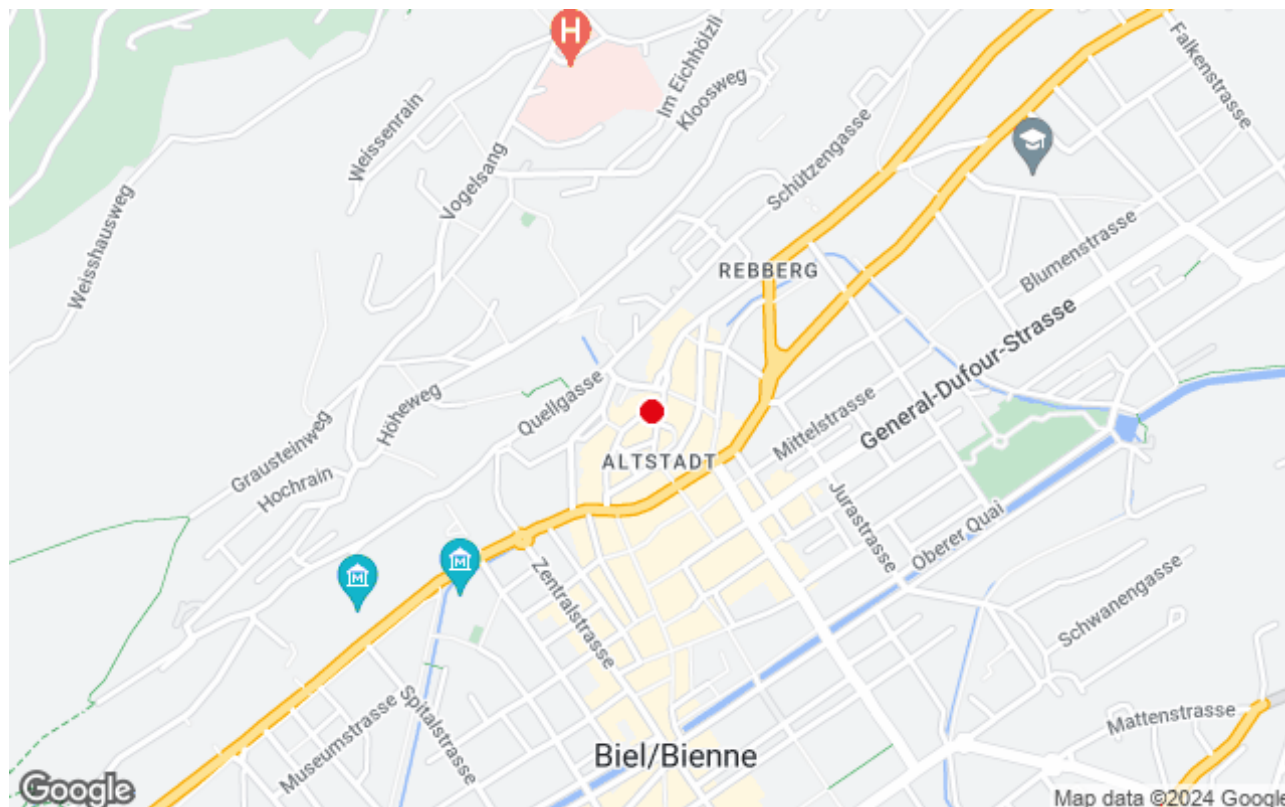 H
Im Eichhölzli
Falkenstrasse
Kloosweg
Weissenrain
Vogelsang
Schützengasse
Weisshausweg
REBBERG
Blumenstrasse
General-Dufour-Strasse
Quellgasse
Höheweg
Mittelstrasse
Grausteinweg
ALTSTADT
Hochrain
Jurastrasse
Oberer Quai
M
M
Zentralstrasse
Schwanengasse
Spitalstrasse
Museumstrasse
Mattenstrasse
Biel/Bienne
Google
Map data ©2024 Google